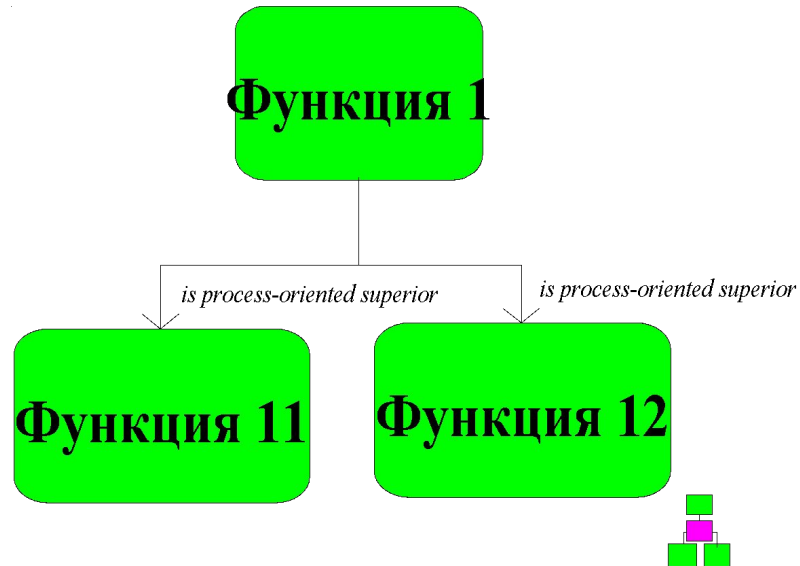 Функция 1
is process-oriented superior
is process-oriented superior
Функция 11
Функция 12